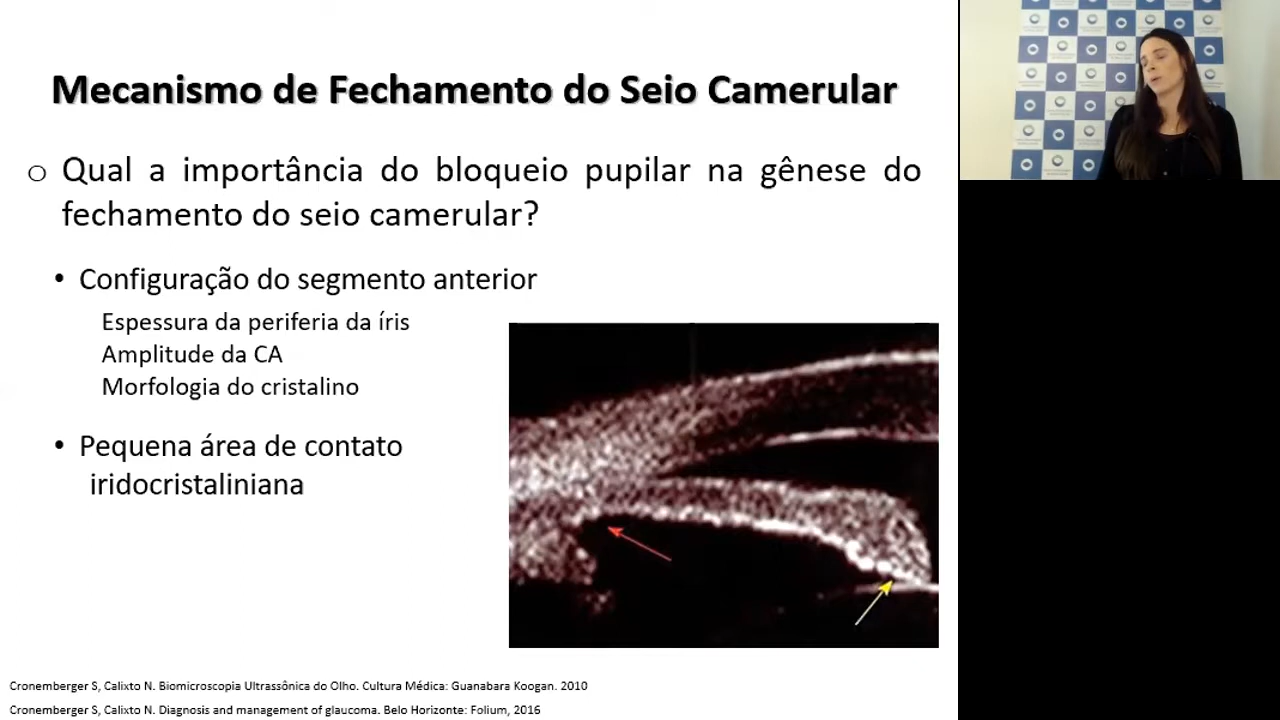 Mecanismo de Fechamento do Seio Camerular
o Qual a importância do bloqueio pupilar na gênese do
fechamento do seio camerular?
• Configuração do segmento anterior
Espessura da periferia da íris
Amplitude da CA
Morfologia do cristalino
• Pequena área de contato
iridocristaliniana
Cronemberger S, Calixto N. Biomicroscopia Ultrassônica do Olho. Cultura Médica: Guanabara Koogan. 2010
Cronemberger S, Calixto N. Diagnosis and management of glaucoma. Belo Horizonte: Folium, 2016